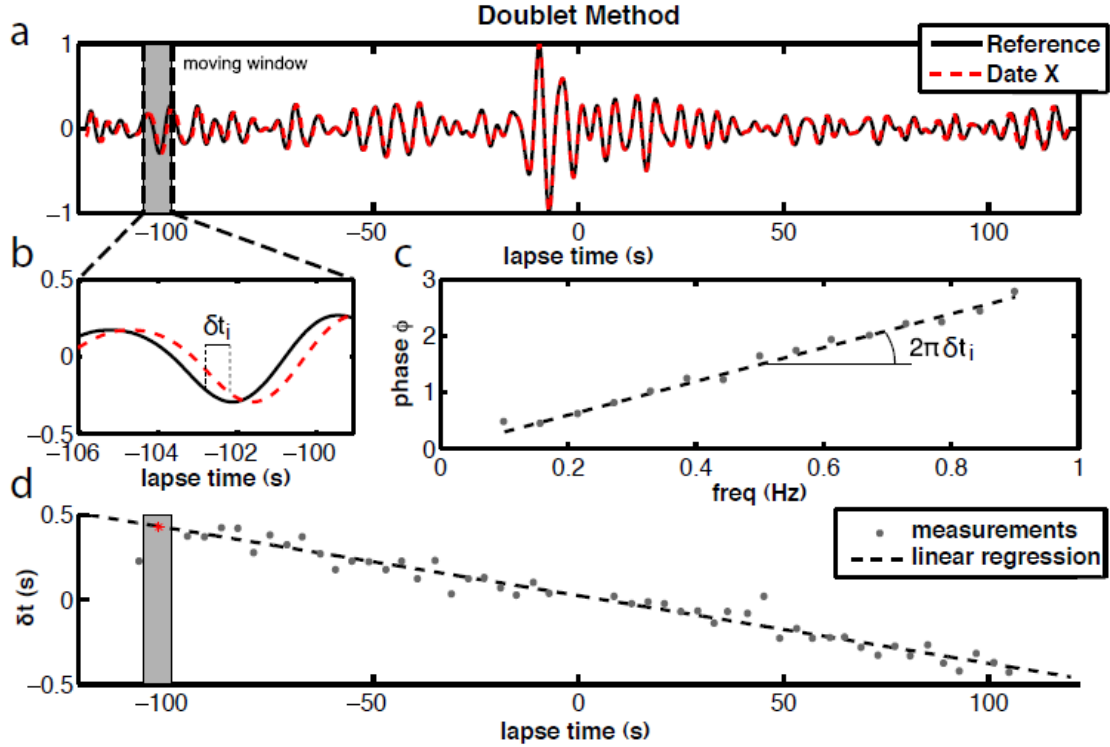 Doublet Method
a
1
0
−1
moving window
Reference
Date X
−100
−50
0
50
100
lapse time (s)
b
0.5
0
−0.5
δtᵢ
−106
−104
−102
−100
lapse time (s)
c
3
2
1
0
phase ϕ
2π δtᵢ
0
0.2
0.4
0.6
0.8
1
freq (Hz)
d
0.5
0
−0.5
δt (s)
measurements
linear regression
−100
−50
0
50
100
lapse time (s)